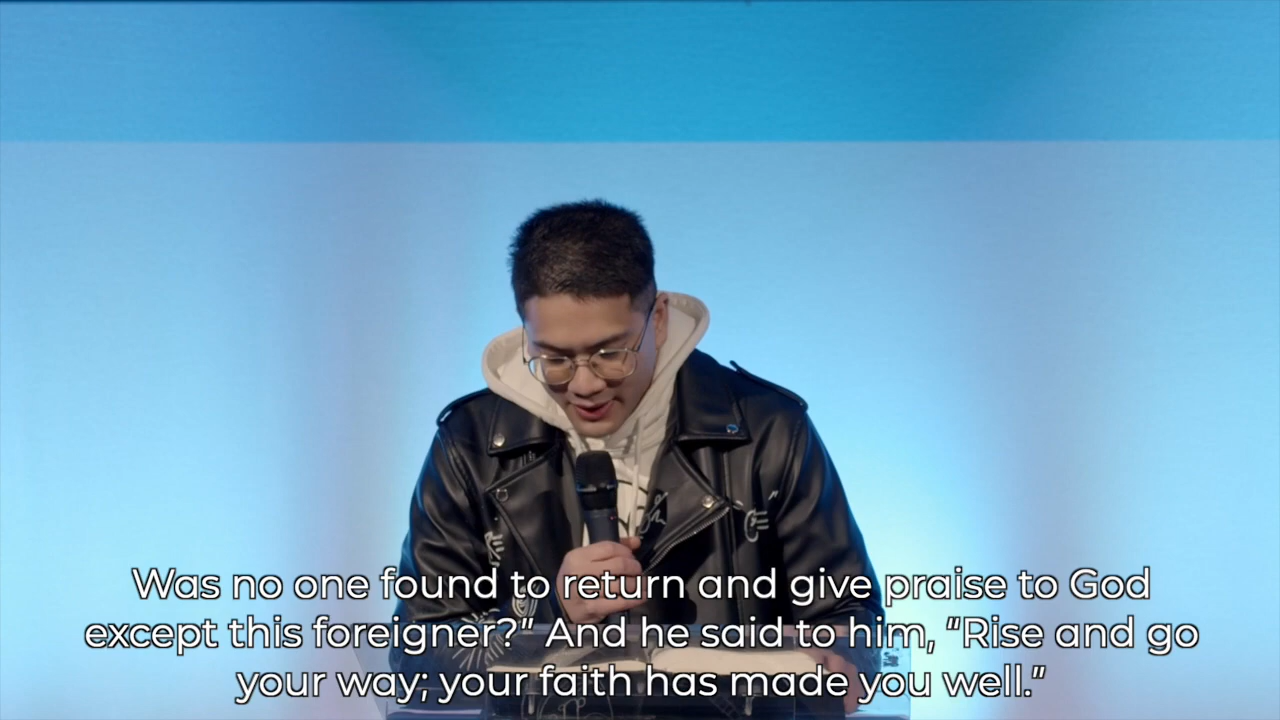 Was no one found to return and give praise to God
except this foreigner?” And he said to him, “Rise and go
your way; your faith has made you well.”